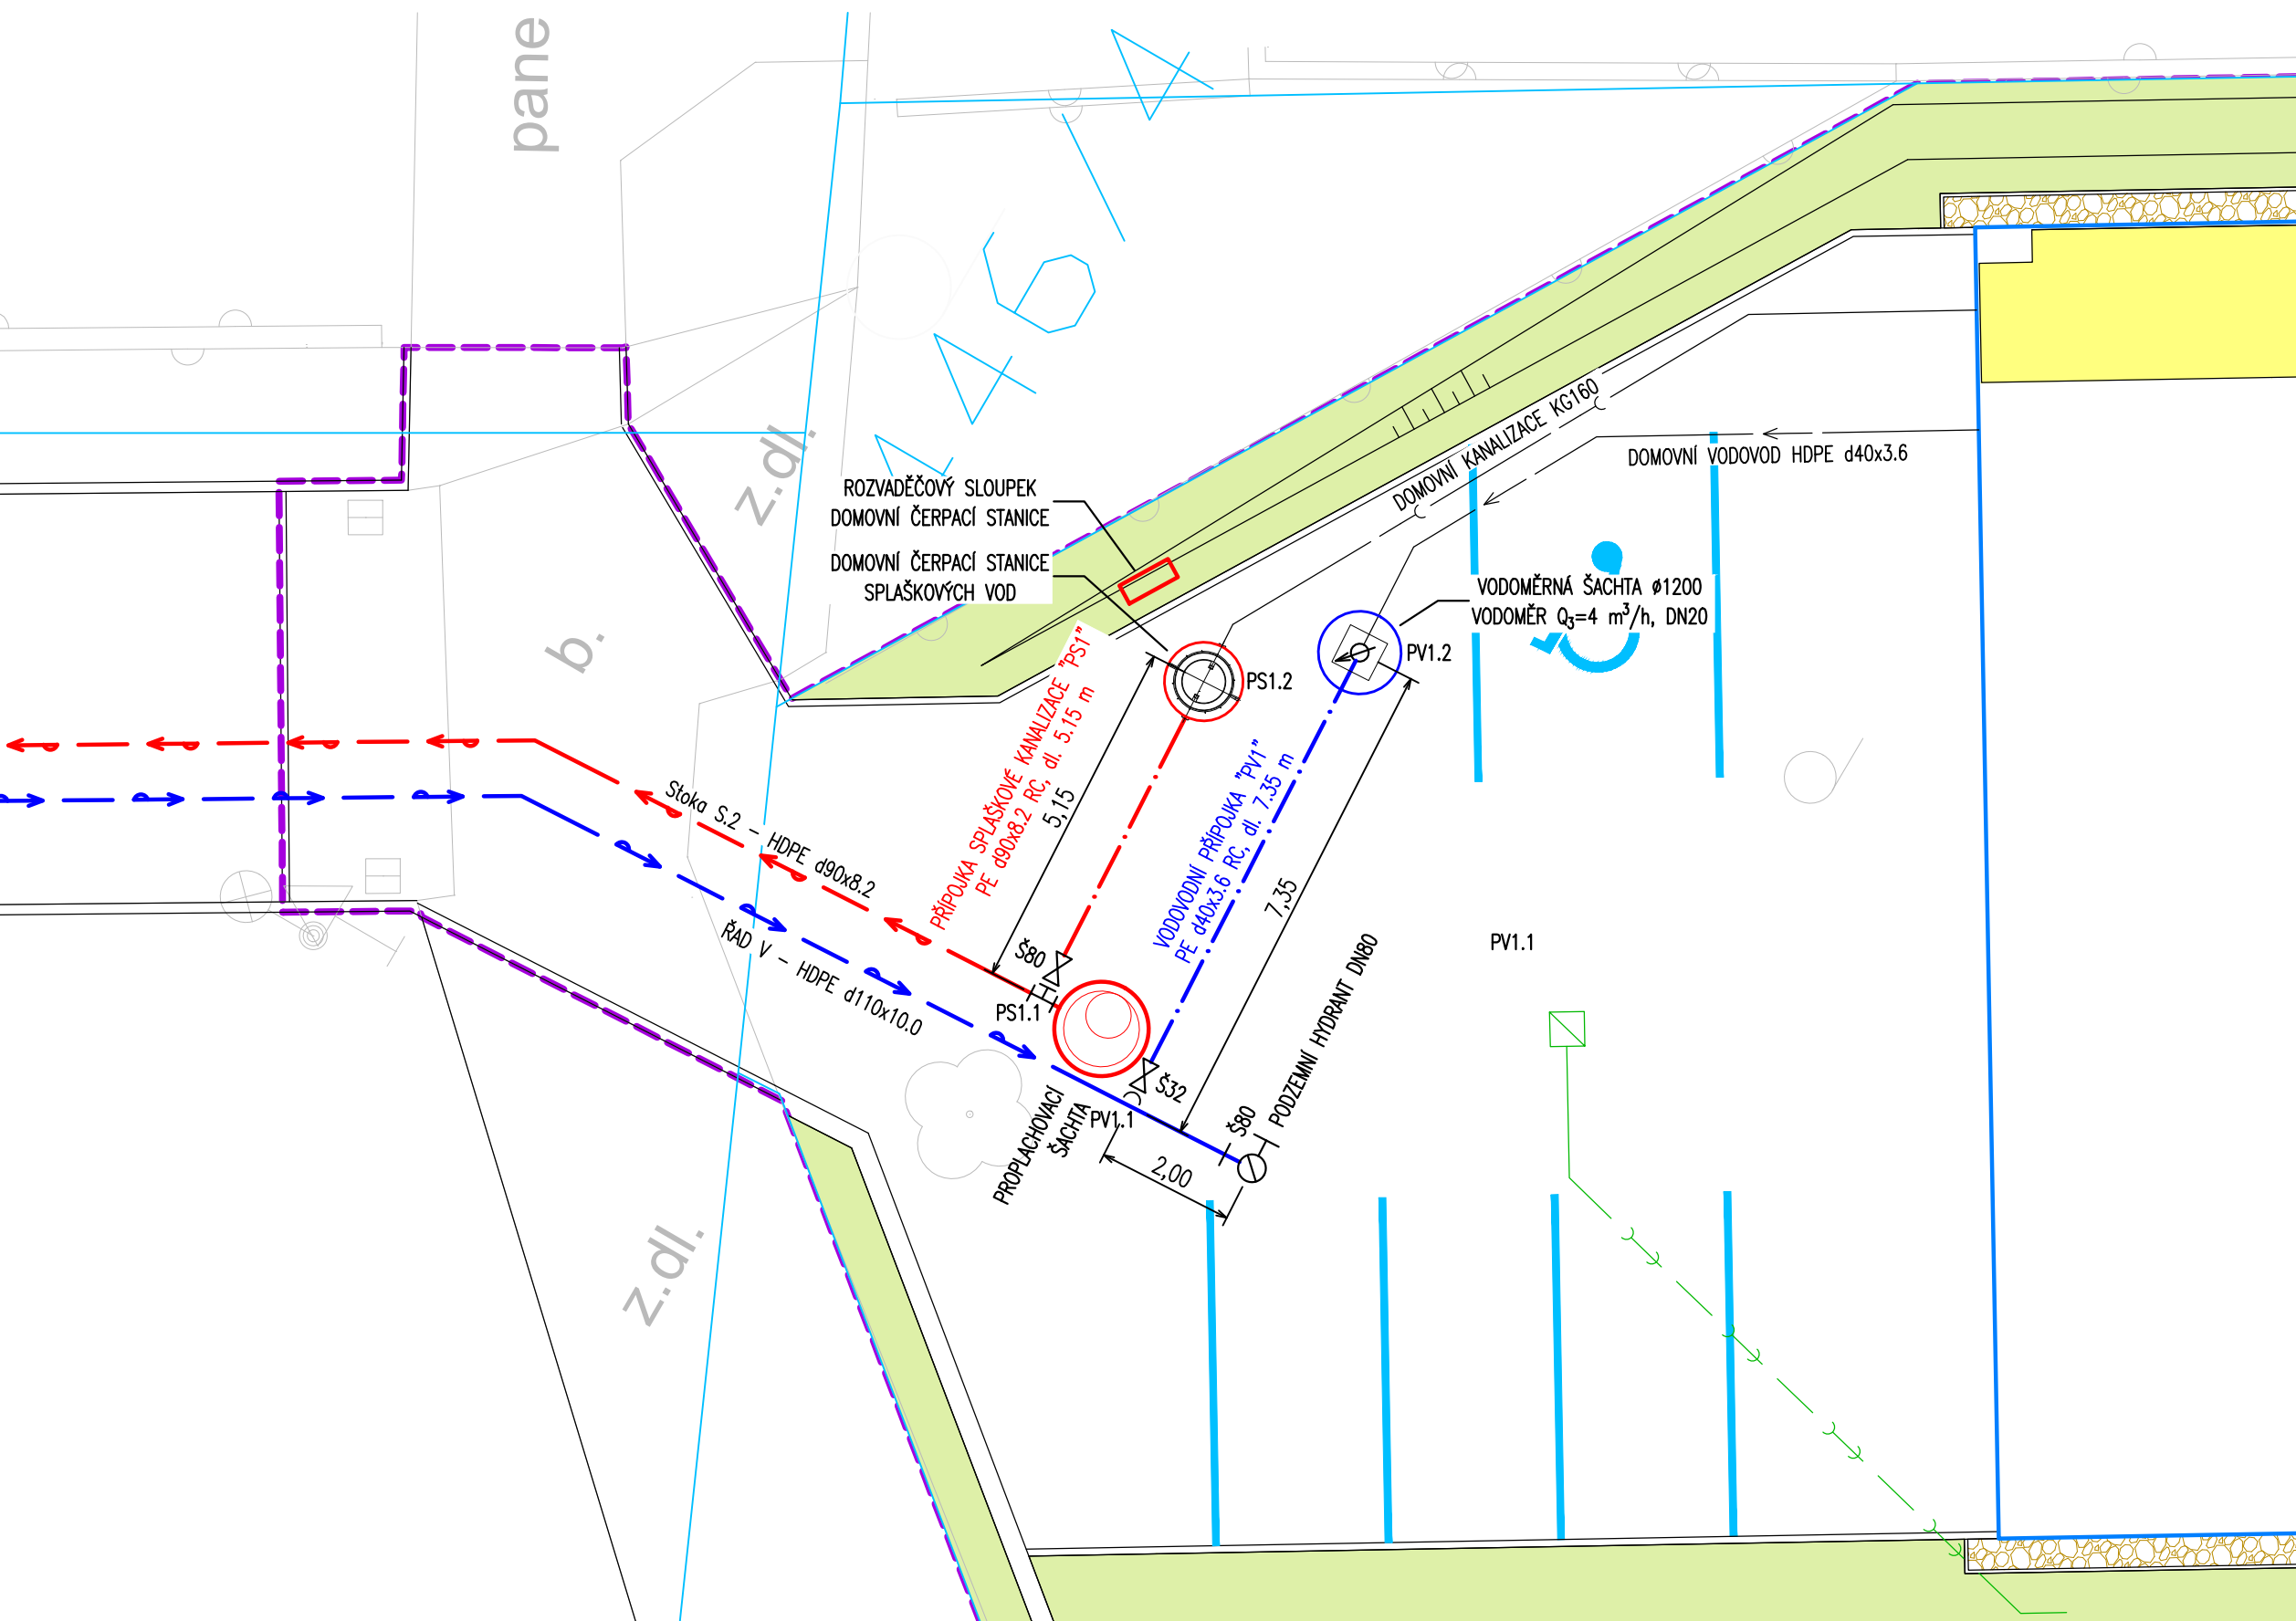 pane
464/4
z.dl.
ROZVADĚČOVÝ SLOUPEK
DOMOVNÍ ČERPACÍ STANICE
DOMOVNÍ ČERPACÍ STANICE
SPLAŠKOVÝCH VOD
DOMOVNÍ KANALIZACE KG160
DOMOVNÍ VODOVOD HDPE d40x3.6
VODOMĚRNÁ ŠACHTA ø1200
VODOMĚR Q3=4 m³/h, DN20
b.
PS1.2
PV1.2
PŘÍPOJKA SPLAŠKOVÉ KANALIZACE "PS1"
PE d90x8.2 RC, dl. 5.15 m
5,15
VODOVODNÍ PŘÍPOJKA "PV1"
PE d40x3.6 RC, dl. 7.35 m
7,35
Stoka S.2 – HDPE d90x8.2
ŘAD V – HDPE d110x10.0
Š80
PS1.1
PV1.1
PODZEMNÍ HYDRANT DN80
Š32
PV1.1
Š80
PROPLACHOVACÍ
ŠACHTA
2,00
z.dl.